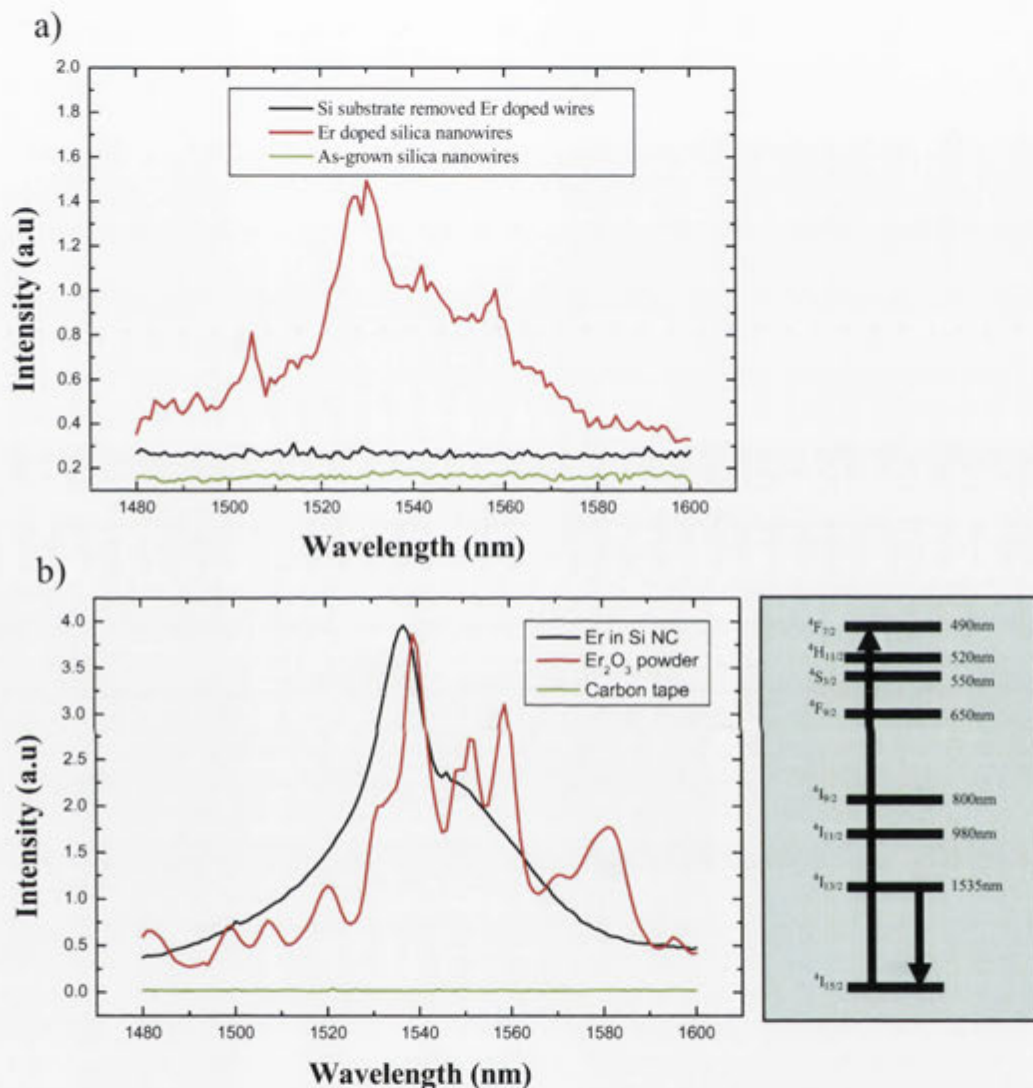 a)
2.0
1.8
1.6
1.4
1.2
1.0
0.8
0.6
0.4
0.2
Intensity (a.u)
Si substrate removed Er doped wires
Er doped silica nanowires
As-grown silica nanowires
1480 1500 1520 1540 1560 1580 1600
Wavelength (nm)
b)
4.0
3.5
3.0
2.5
2.0
1.5
1.0
0.5
0.0
Intensity (a.u)
Er in Si NC
Er₂O₃ powder
Carbon tape
1480 1500 1520 1540 1560 1580 1600
Wavelength (nm)
⁴F₇/₂ 490nm
⁴H₁₁/₂ 520nm
⁴S₃/₂ 550nm
⁴F₉/₂ 650nm
⁴I₉/₂ 800nm
⁴I₁₁/₂ 980nm
⁴I₁₃/₂ 1535nm
⁴I₁₅/₂